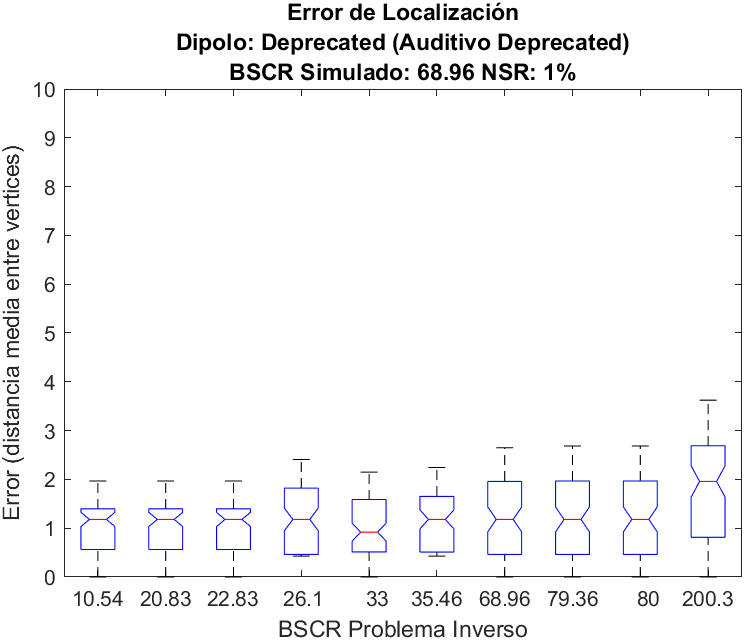 Error de Localización
Dipolo: Deprecated (Auditivo Deprecated)
BSCR Simulado: 68.96 NSR: 1%
10
9
8
7
6
5
4
3
2
1
0
Error (distancia media entre vertices)
10.54 20.83 22.83 26.1 33 35.46 68.96 79.36 80 200.3
BSCR Problema Inverso